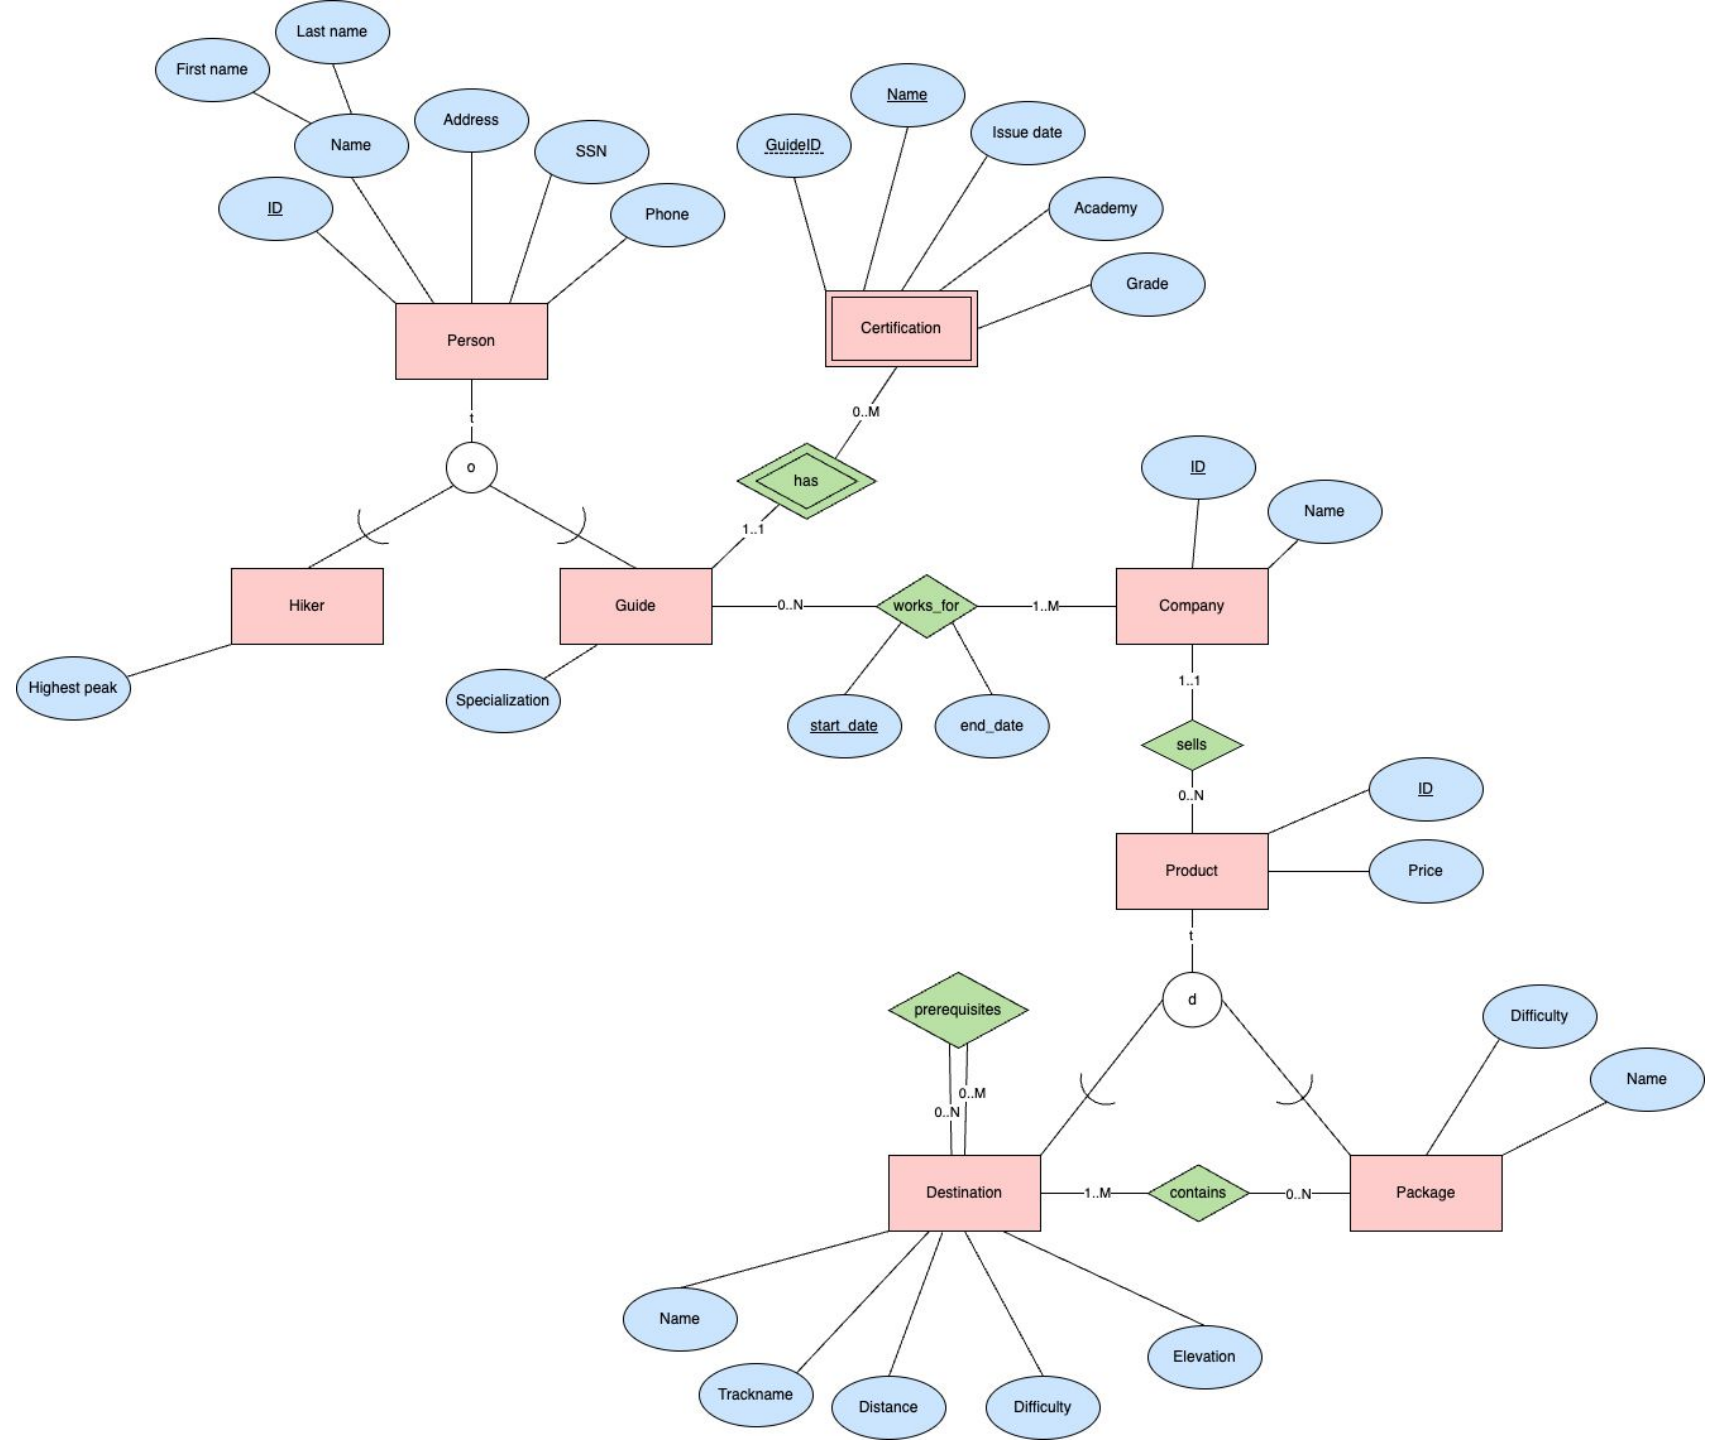 Last name
First name
Name
Address
SSN
ID
Phone
Name
GuideID
Issue date
Academy
Grade
Person
Certification
t
0..M
o
has
1..1
ID
Name
Hiker
Guide
0..N
works_for
1..M
Company
Highest peak
Specialization
start_date
end_date
1..1
sells
0..N
ID
Product
Price
t
d
prerequisites
0..M
0..N
Difficulty
Name
Destination
1..M
contains
0..N
Package
Name
Trackname
Distance
Difficulty
Elevation